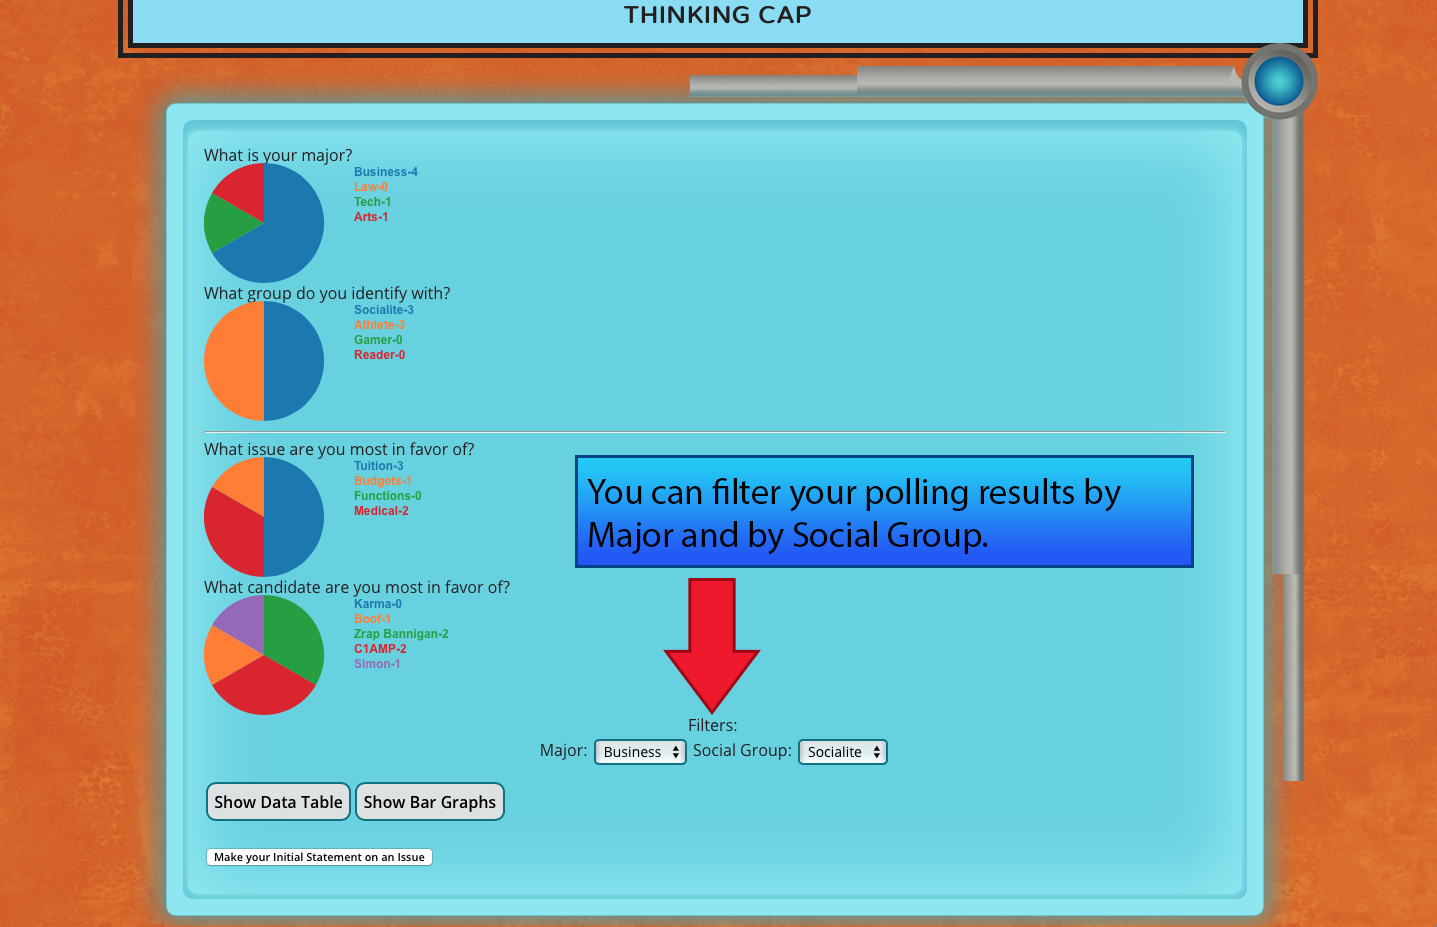 THINKING CAP
What is your major?
Business-4
Law-0
Tech-1
Arts-1
What group do you identify with?
Socialite-3
Athlete-3
Gamer-0
Reader-0
What issue are you most in favor of?
Tuition-3
Budgets-1
Functions-0
Medical-2
You can filter your polling results by
Major and by Social Group.
What candidate are you most in favor of?
Karma-0
Boof-1
Zrap Bannigan-2
C1AMP-2
Simon-1
Filters:
Major: Business Social Group: Socialite
Show Data Table Show Bar Graphs
Make your Initial Statement on an Issue